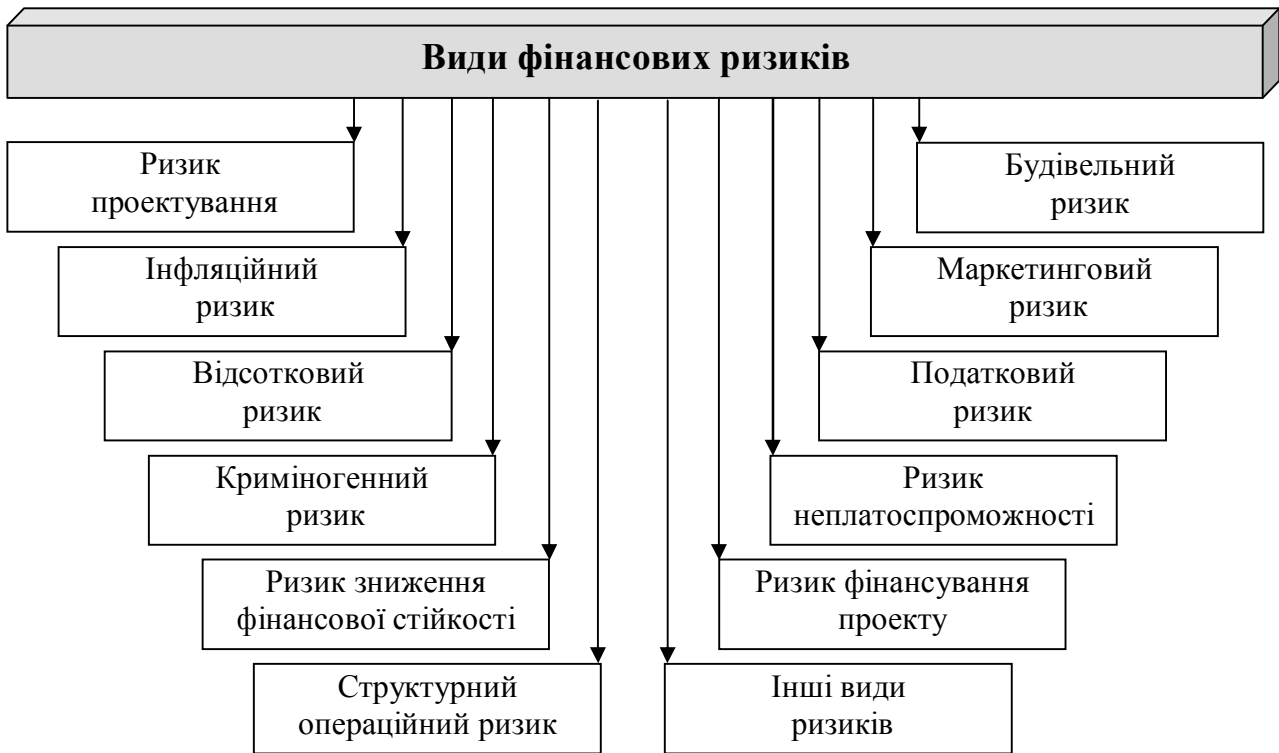 Види фінансових ризиків
Ризик
проектування
Будівельний
ризик
Інфляційний
ризик
Маркетинговий
ризик
Відсотковий
ризик
Податковий
ризик
Криміногенний
ризик
Ризик
неплатоспроможності
Ризик зниження
фінансової стійкості
Ризик фінансування
проекту
Структурний
операційний ризик
Інші види
ризиків